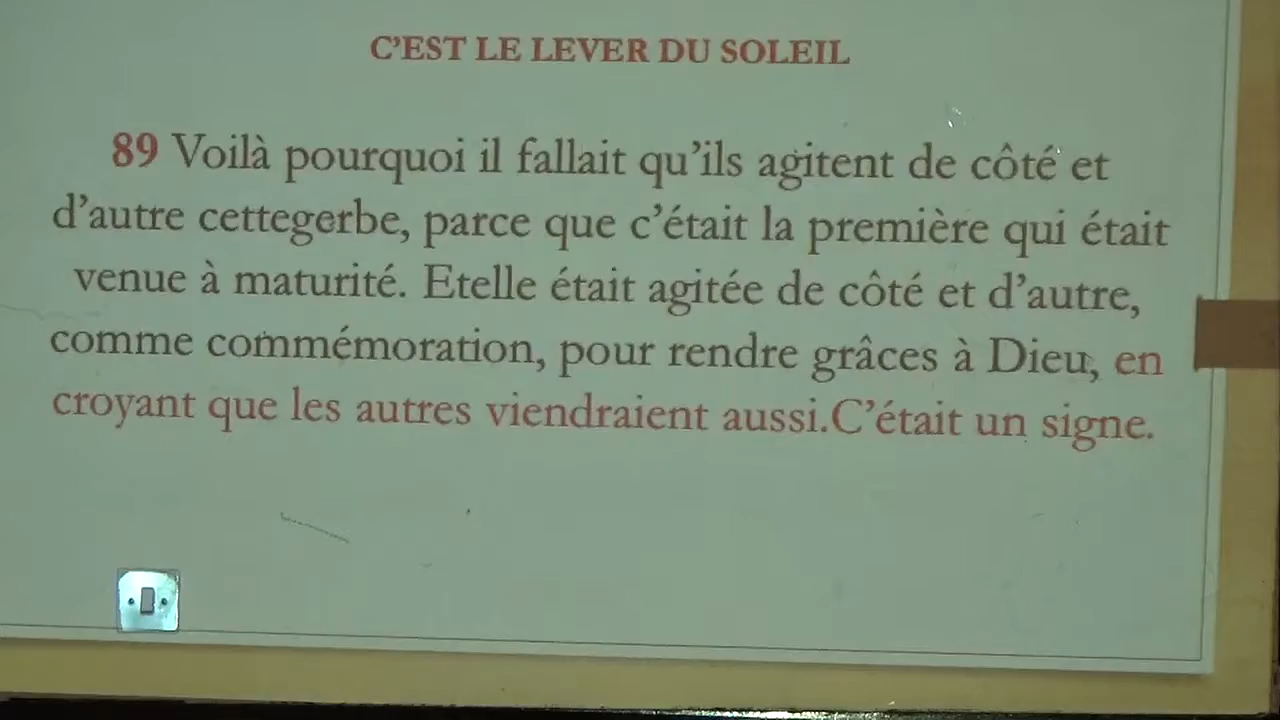 C'EST LE LEVER DU SOLEIL
89 Voilà pourquoi il fallait qu'ils agitent de côté et
d'autre cettegerbe, parce que c'était la première qui était
venue à maturité. Etelle était agitée de côté et d'autre,
comme commémoration, pour rendre grâces à Dieu, en
croyant que les autres viendraient aussi.C'était un signe.